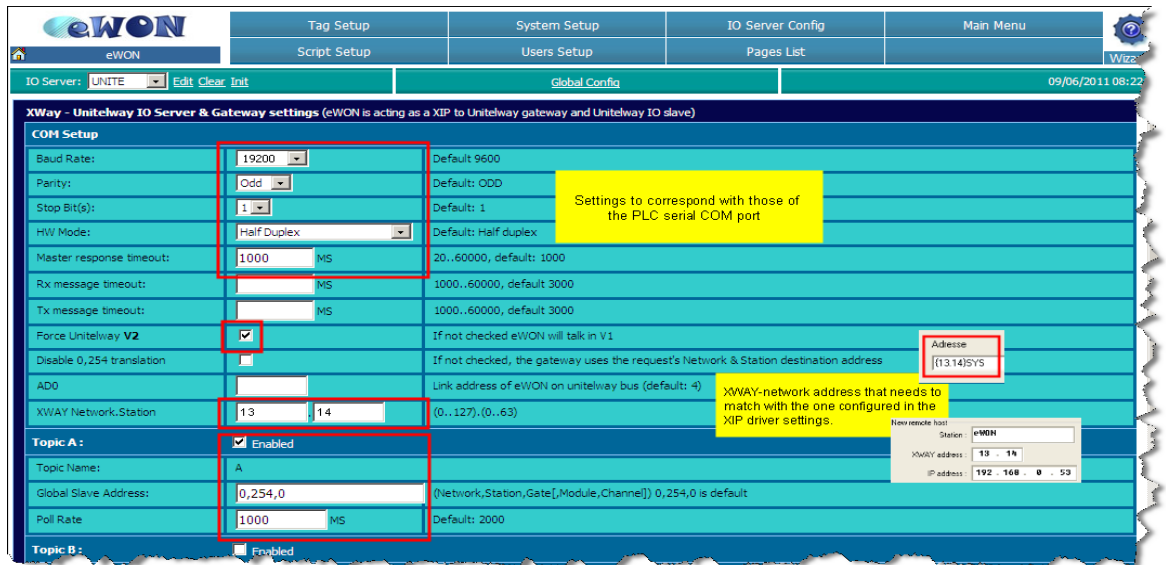 eWON
Tag Setup
System Setup
IO Server Config
Main Menu
eWON
Script Setup
Users Setup
Pages List
IO Server: UNITE Edit Clear Init
Global Config
09/06/2011 08:22
XWay - Unitelway IO Server & Gateway settings (eWON is acting as a XIP to Unitelway gateway and Unitelway IO slave)
COM Setup
Baud Rate: 19200 Default 9600
Parity: Odd Default: ODD
Stop Bit(s): 1 Default: 1
Settings to correspond with those of
the PLC serial COM port
HW Mode: Half Duplex Default: Half duplex
Master response timeout: 1000 MS 20..60000, default: 1000
Rx message timeout: MS 1000..60000, default 3000
Tx message timeout: MS 1000..60000, default 3000
Force Unitelway V2 If not checked eWON will talk in V1
Disable 0,254 translation If not checked, the gateway uses the request's Network & Station destination address
Adresse
{13.14}SYS
AD0 Link address of eWON on unitelway bus (default: 4)
XWAY Network.Station 13 . 14 (0..127).(0..63)
XWAY-network address that needs to
match with the one configured in the
XIP driver settings.
New remote host
Station : eWON
XWAY address : 13 . 14
IP address : 192 . 168 . 0 . 53
Topic A : Enabled
Topic Name: A
Global Slave Address: 0,254,0 (Network,Station,Gate[,Module,Channel]) 0,254,0 is default
Poll Rate 1000 MS Default: 2000
Topic B : Enabled